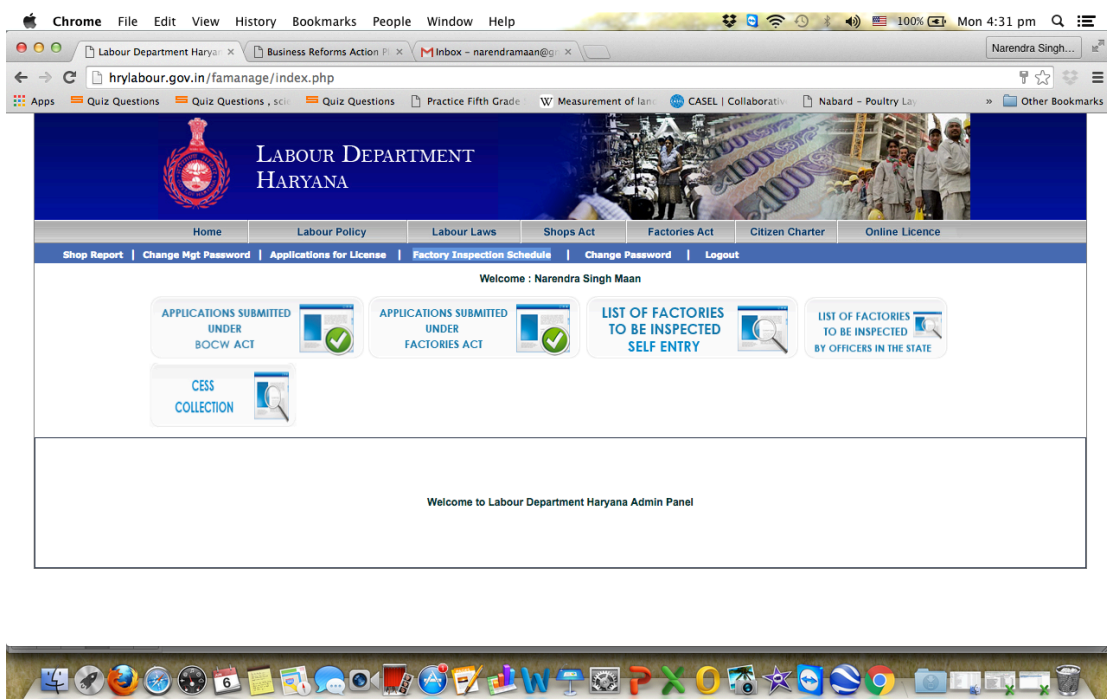 Chrome File Edit View History Bookmarks People Window Help 100% Mon 4:31 pm
Labour Department Haryan Business Reforms Action Pl Inbox – narendramaan@gm Narendra Singh...
hrylabour.gov.in/famanage/index.php
Apps Quiz Questions Quiz Questions , scie Quiz Questions Practice Fifth Grade Measurement of land CASEL | Collaborativ Nabard – Poultry Lay » Other Bookmarks
LABOUR DEPARTMENT
HARYANA
Home Labour Policy Labour Laws Shops Act Factories Act Citizen Charter Online Licence
Shop Report | Change Mgt Password | Applications for License | Factory Inspection Schedule | Change Password | Logout
Welcome : Narendra Singh Maan
APPLICATIONS SUBMITTED
UNDER
BOCW ACT
APPLICATIONS SUBMITTED
UNDER
FACTORIES ACT
LIST OF FACTORIES
TO BE INSPECTED
SELF ENTRY
LIST OF FACTORIES
TO BE INSPECTED
BY OFFICERS IN THE STATE
CESS
COLLECTION
Welcome to Labour Department Haryana Admin Panel
6